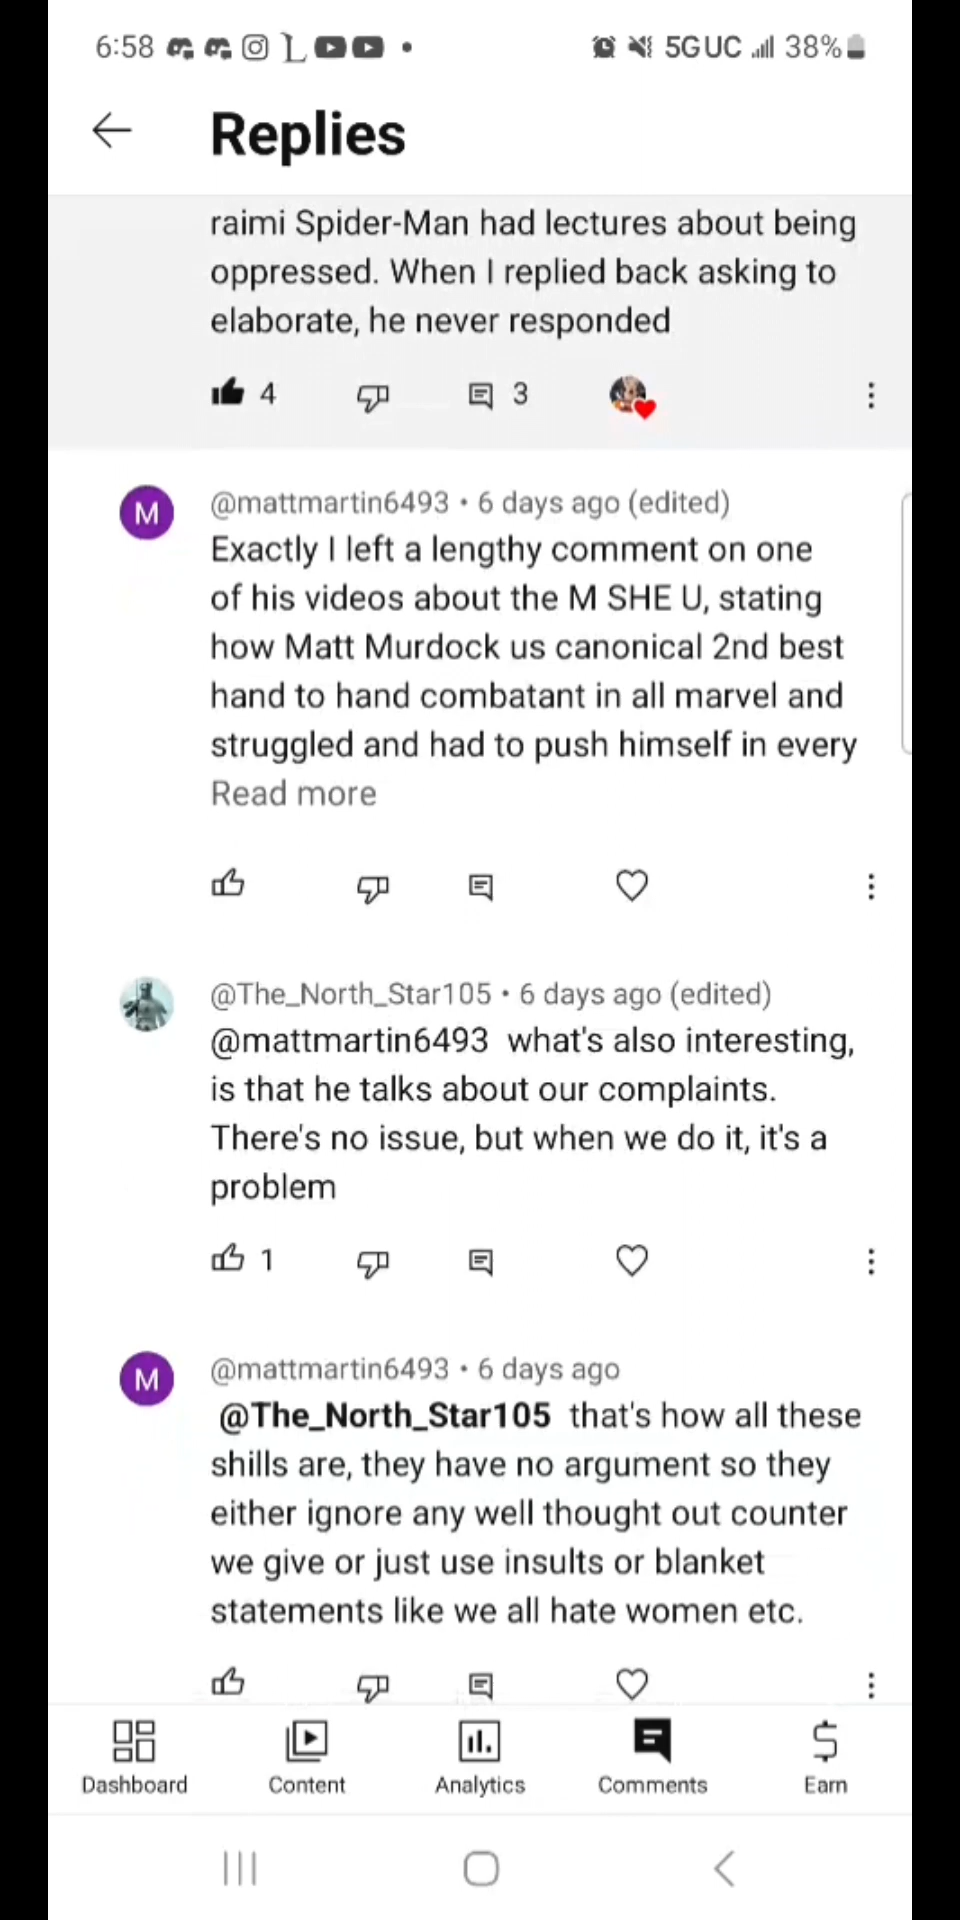 6:58
5G UC 38%
Replies
raimi Spider-Man had lectures about being
oppressed. When I replied back asking to
elaborate, he never responded
4 3
M
@mattmartin6493 • 6 days ago (edited)
Exactly I left a lengthy comment on one
of his videos about the M SHE U, stating
how Matt Murdock us canonical 2nd best
hand to hand combatant in all marvel and
struggled and had to push himself in every
Read more
@The_North_Star105 • 6 days ago (edited)
@mattmartin6493 what's also interesting,
is that he talks about our complaints.
There's no issue, but when we do it, it's a
problem
1
M
@mattmartin6493 • 6 days ago
@The_North_Star105 that's how all these
shills are, they have no argument so they
either ignore any well thought out counter
we give or just use insults or blanket
statements like we all hate women etc.
Dashboard Content Analytics Comments Earn